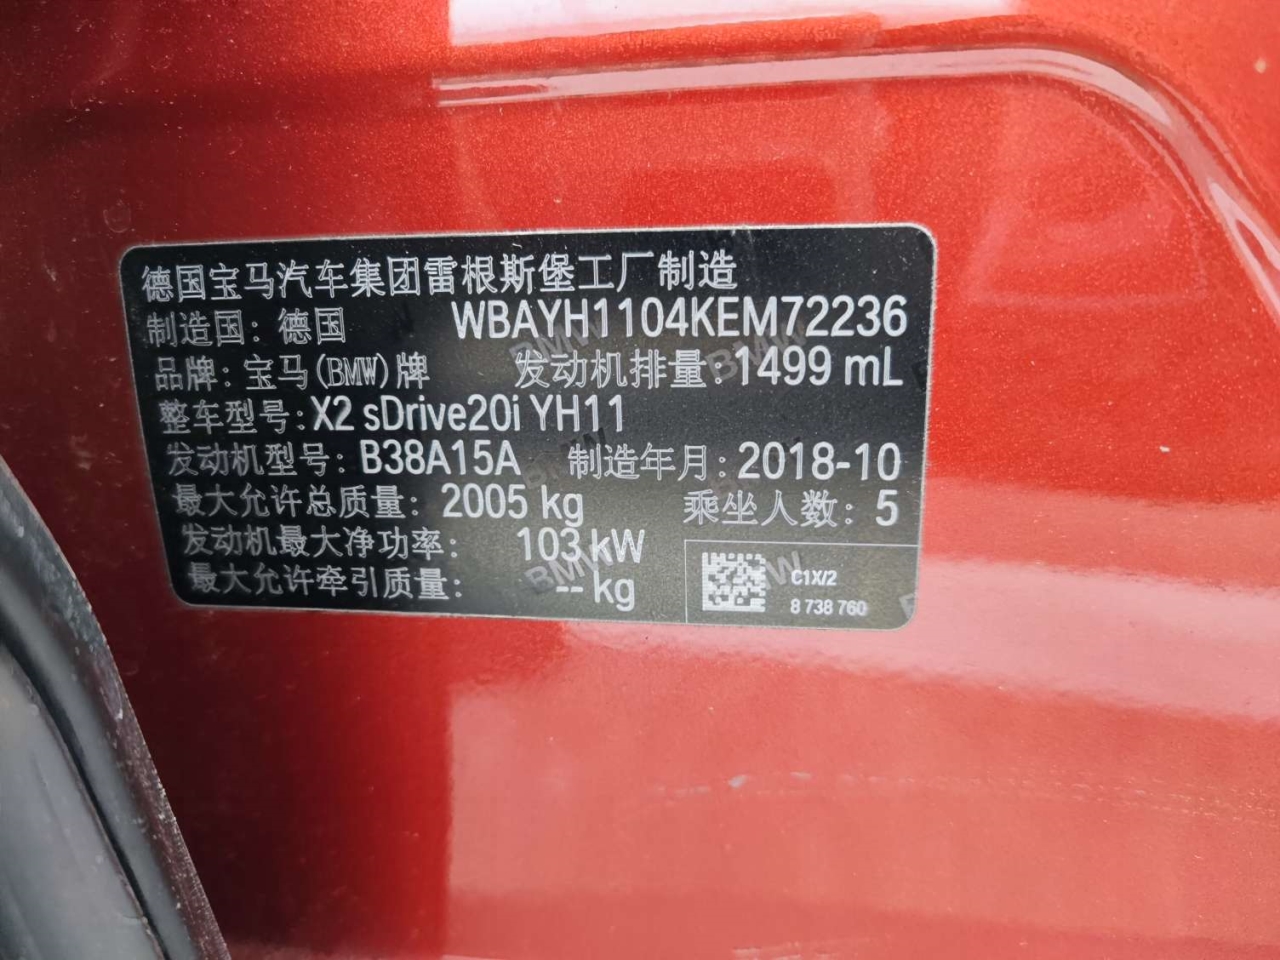 德国宝马汽车集团雷根斯堡工厂制造
制造国：德国 WBAYH1104KEM72236
品牌：宝马(BMW)牌 发动机排量：1499 mL
整车型号：X2 sDrive20i YH11
发动机型号：B38A15A 制造年月：2018-10
最大允许总质量：2005 kg 乘坐人数：5
发动机最大净功率： 103 kW
最大允许牵引质量： -- kg
C1X/2
8 738 760